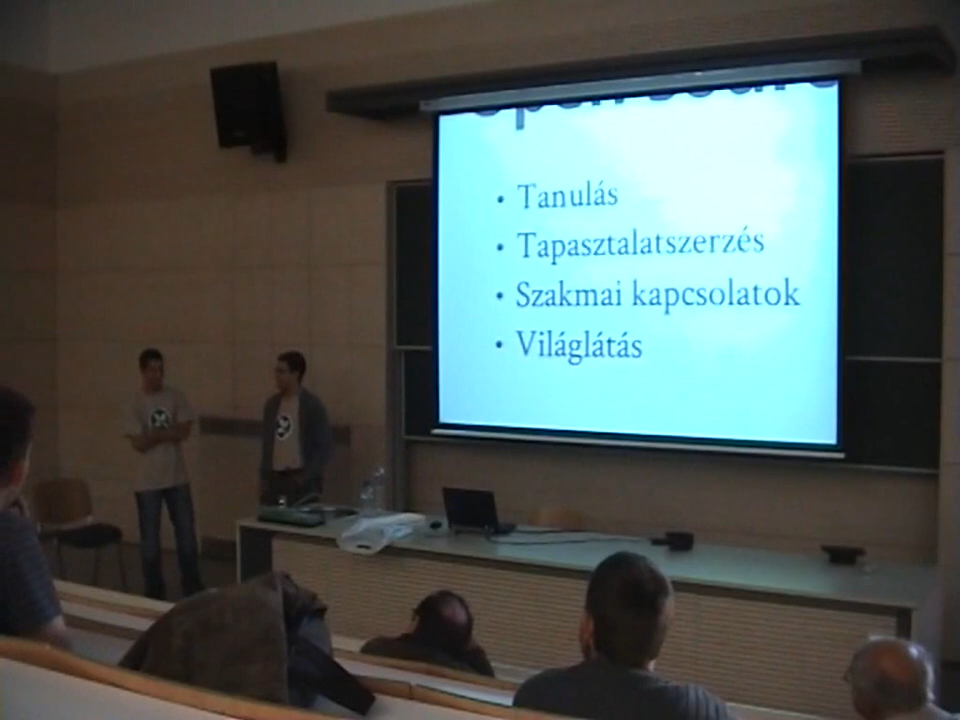 • Tanulás
• Tapasztalatszerzés
• Szakmai kapcsolatok
• Világlátás